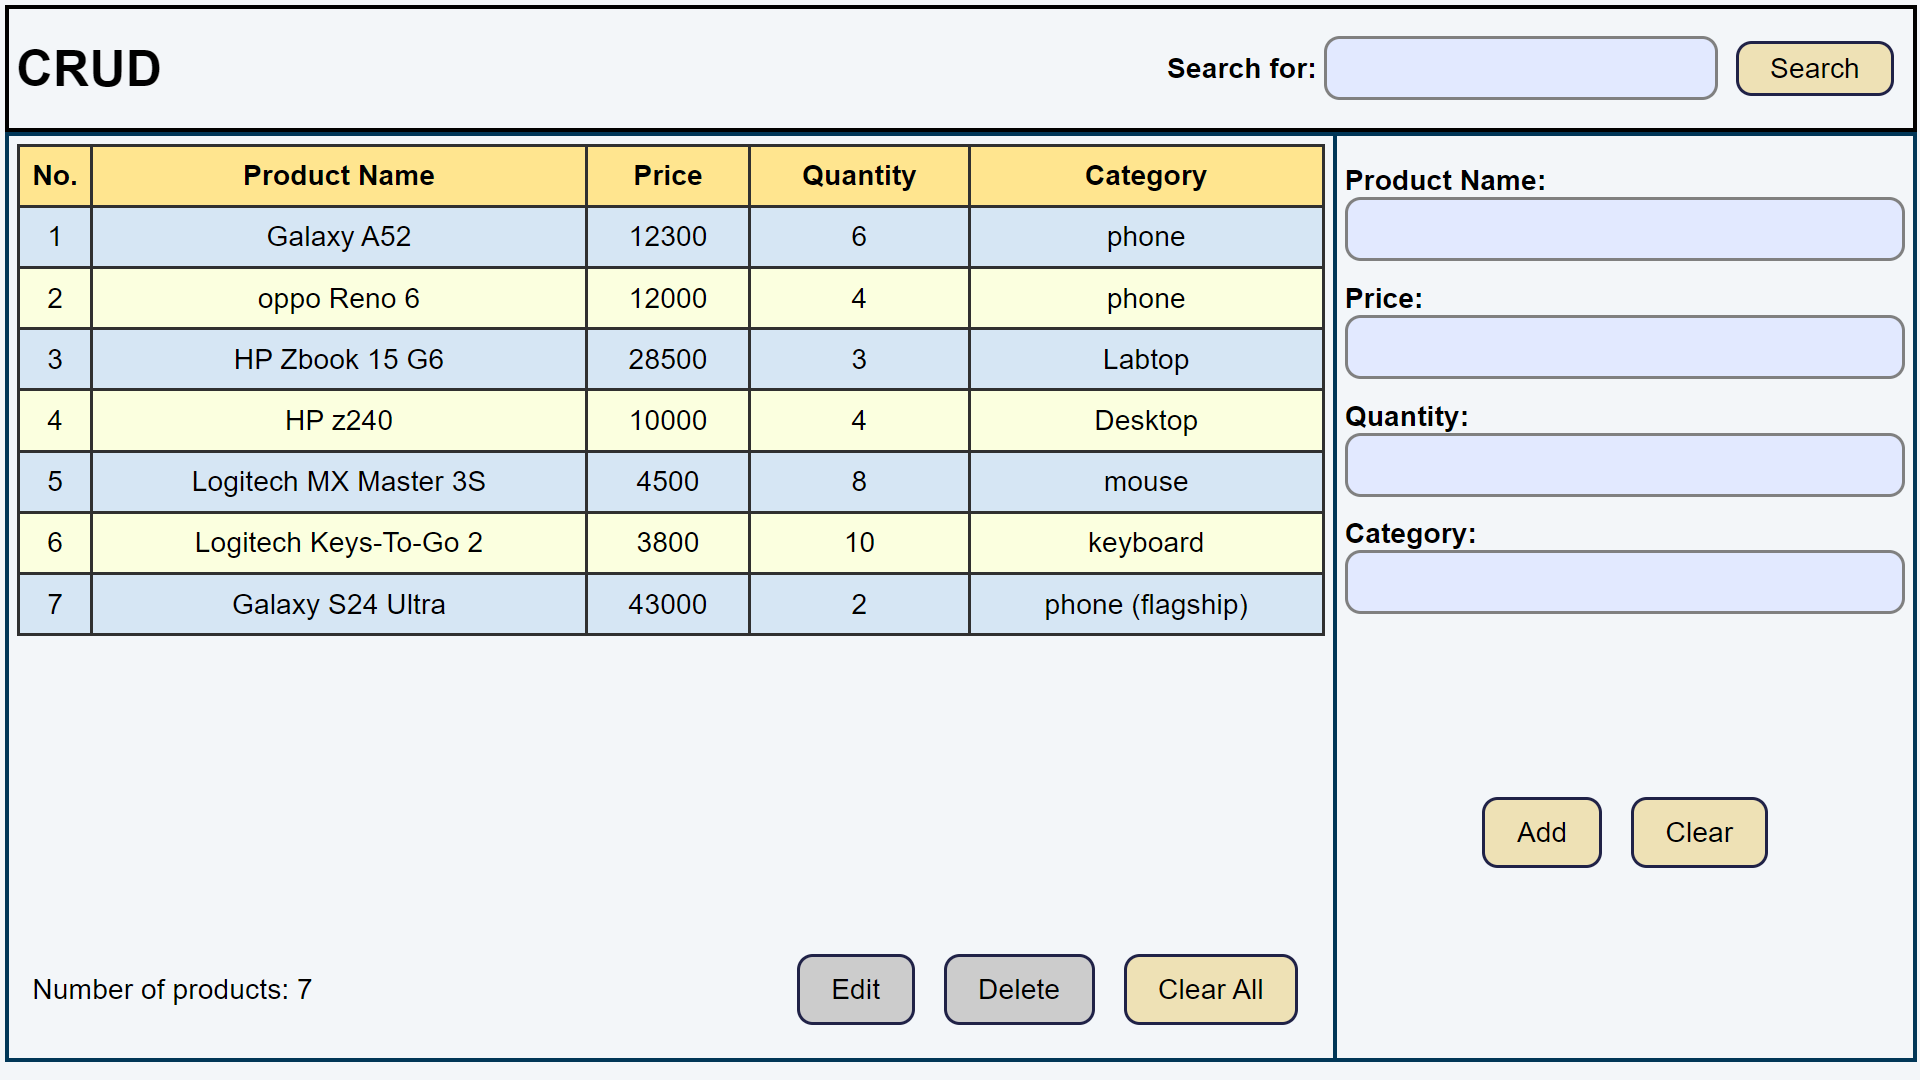 CRUD
Search for: Search
No. Product Name Price Quantity Category
1 Galaxy A52 12300 6 phone
2 oppo Reno 6 12000 4 phone
3 HP Zbook 15 G6 28500 3 Labtop
4 HP z240 10000 4 Desktop
5 Logitech MX Master 3S 4500 8 mouse
6 Logitech Keys-To-Go 2 3800 10 keyboard
7 Galaxy S24 Ultra 43000 2 phone (flagship)
Number of products: 7
Edit Delete Clear All
Product Name:
Price:
Quantity:
Category:
Add Clear